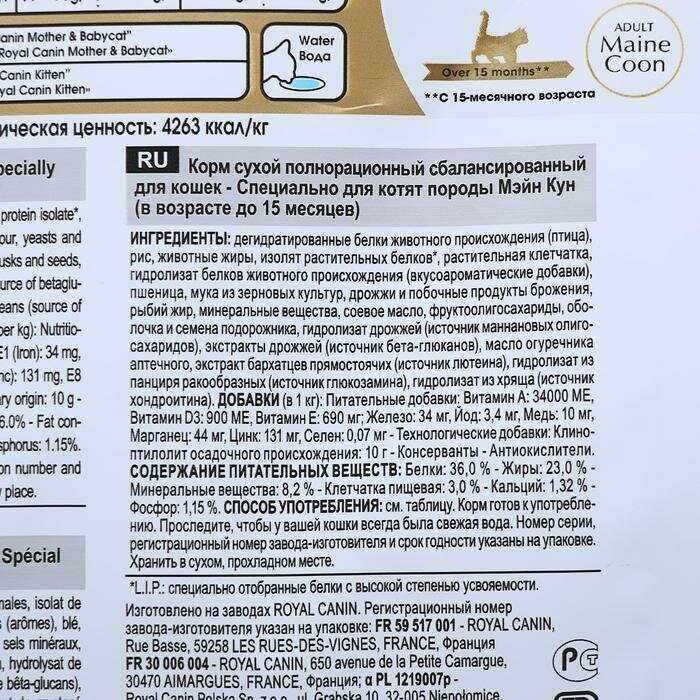 anin Mother & Babycat"
Royal Canin Mother & Babycat»
Canin Kitten"
yal Canin Kitten»
Water
Вода
Over 15 months**
**С 15-месячного возраста
ADULT
Maine
Coon
ическая ценность: 4263 ккал/кг
pecially
protein isolate*,
our, yeasts and
usks and seeds,
ource of betaglu-
eans (source of
per kg): Nutritio-
E1 (Iron): 34 mg,
nc): 131 mg, E8
ary origin: 10 g -
6.0% - Fat con-
sphorus: 1.15%.
on number and
place.
Spécial
nales, isolat de
s (arômes), blé,
sels minéraux,
, hydrolysat de
e bêta-glucans),
RU Корм сухой полнорационный сбалансированный
для кошек - Специально для котят породы Мэйн Кун
(в возрасте до 15 месяцев)
ИНГРЕДИЕНТЫ: дегидратированные белки животного происхождения (птица),
рис, животные жиры, изолят растительных белков*, растительная клетчатка,
гидролизат белков животного происхождения (вкусоароматические добавки),
пшеница, мука из зерновых культур, дрожжи и побочные продукты брожения,
рыбий жир, минеральные вещества, соевое масло, фруктоолигосахариды, обо-
лочка и семена подорожника, гидролизат дрожжей (источник маннановых олиго-
сахаридов), экстракты дрожжей (источник бета-глюканов), масло огуречника
аптечного, экстракт бархатцев прямостоячих (источник лютеина), гидролизат из
панциря ракообразных (источник глюкозамина), гидролизат из хряща (источник
хондроитина). ДОБАВКИ (в 1 кг): Питательные добавки: Витамин А: 34000 МЕ,
Витамин D3: 900 МЕ, Витамин Е: 690 мг; Железо: 34 мг, Йод: 3,4 мг, Медь: 10 мг,
Марганец: 44 мг, Цинк: 131 мг, Селен: 0,07 мг - Технологические добавки: Клино-
птилолит осадочного происхождения: 10 г - Консерванты - Антиокислители.
СОДЕРЖАНИЕ ПИТАТЕЛЬНЫХ ВЕЩЕСТВ: Белки: 36,0 % - Жиры: 23,0 % -
Минеральные вещества: 8,2 % - Клетчатка пищевая: 3,0 % - Кальций: 1,32 % -
Фосфор: 1,15 %. СПОСОБ УПОТРЕБЛЕНИЯ: см. таблицу. Корм готов к употребле-
нию. Проследите, чтобы у вашей кошки всегда была свежая вода. Номер серии,
регистрационный номер завода-изготовителя и срок годности указаны на упаковке.
Хранить в сухом, прохладном месте.
*L.I.P.: специально отобранные белки с высокой степенью усвояемости.
Изготовлено на заводах ROYAL CANIN. Регистрационный номер
завода-изготовителя указан на упаковке: FR 59 517 001 - ROYAL CANIN,
Rue Basse, 59258 LES RUES-DES-VIGNES, FRANCE, Франция
FR 30 006 004 - ROYAL CANIN, 650 avenue de la Petite Camargue,
30470 AIMARGUES, FRANCE, Франция; α PL 1219007p -
Royal Canin Polska Sp. z o.o., ul. Grabska 10, 32-005 Niepołomice,